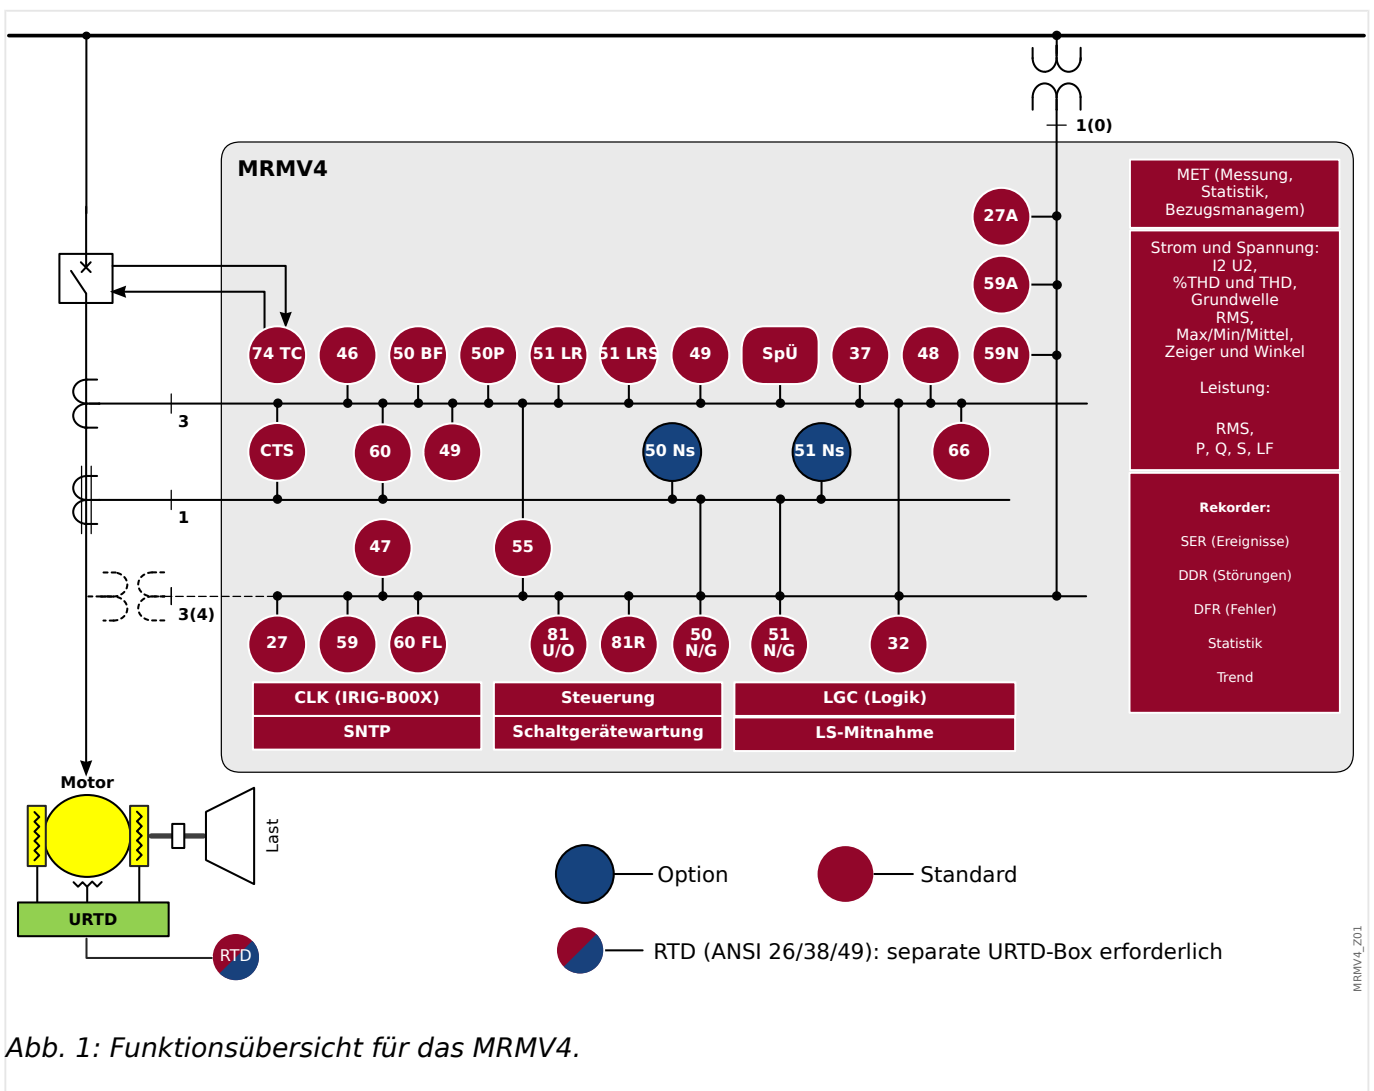 1(0)
MRMV4
MET (Messung,
Statistik,
Bezugsmanagem)
27A
59A
Strom und Spannung:
I2 U2,
%THD und THD,
Grundwelle
RMS,
Max/Min/Mittel,
Zeiger und Winkel
Leistung:
RMS,
P, Q, S, LF
74 TC
46
50 BF
50P
51 LR
51 LRS
49
SpÜ
37
48
59N
3
CTS
60
49
50 Ns
51 Ns
66
1
47
55
3(4)
27
59
60 FL
81
U/O
81R
50
N/G
51
N/G
32
Rekorder:
SER (Ereignisse)
DDR (Störungen)
DFR (Fehler)
Statistik
Trend
CLK (IRIG-B00X)
SNTP
Steuerung
Schaltgerätewartung
LGC (Logik)
LS-Mitnahme
Motor
Last
URTD
RTD
Option
Standard
RTD (ANSI 26/38/49): separate URTD-Box erforderlich
MRMV4_Z01
Abb. 1: Funktionsübersicht für das MRMV4.